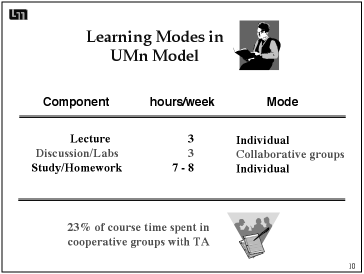 Learning Modes in
UMn Model
Component hours/week Mode
Lecture 3 Individual
Discussion/Labs 3 Collaborative groups
Study/Homework 7 - 8 Individual
23% of course time spent in
cooperative groups with TA
10